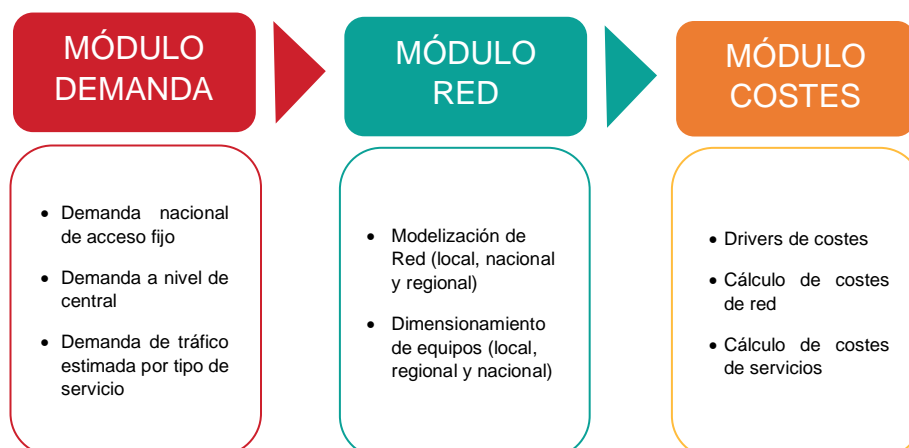 MÓDULO
DEMANDA
• Demanda nacional
de acceso fijo
• Demanda a nivel de
central
• Demanda de tráfico
estimada por tipo de
servicio
MÓDULO
RED
• Modelización de
Red (local, nacional
y regional)
• Dimensionamiento
de equipos (local,
regional y nacional)
MÓDULO
COSTES
• Drivers de costes
• Cálculo de costes
de red
• Cálculo de costes
de servicios